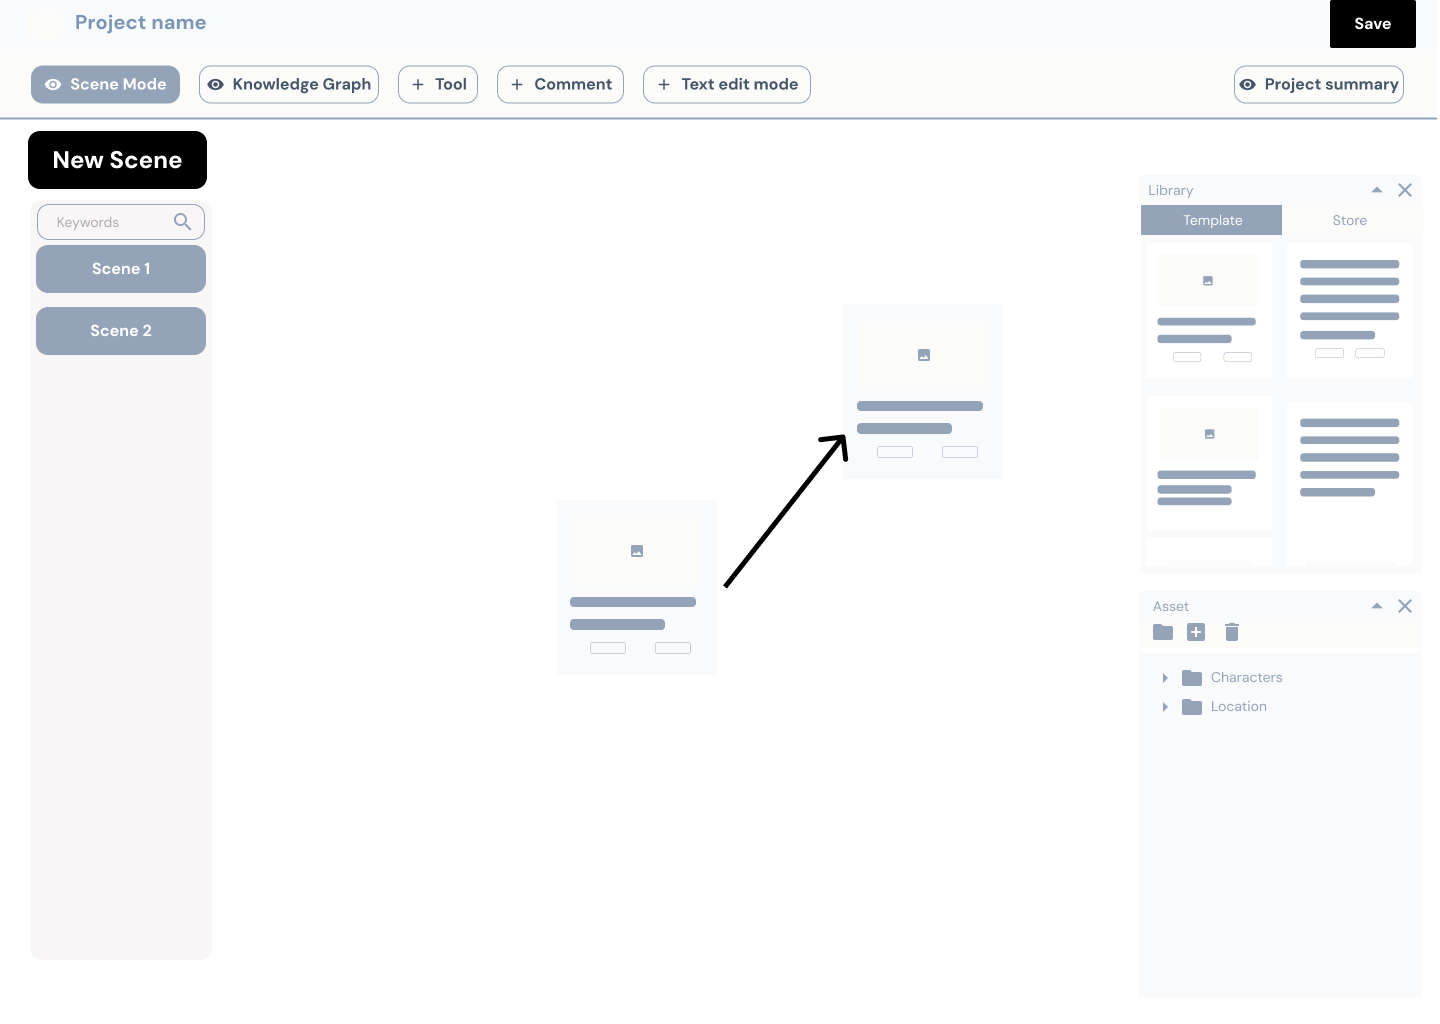 Project name
Save
Scene Mode
Knowledge Graph
Tool
Comment
Text edit mode
Project summary
New Scene
Keywords
Scene 1
Scene 2
Library
Template
Store
Asset
Characters
Location